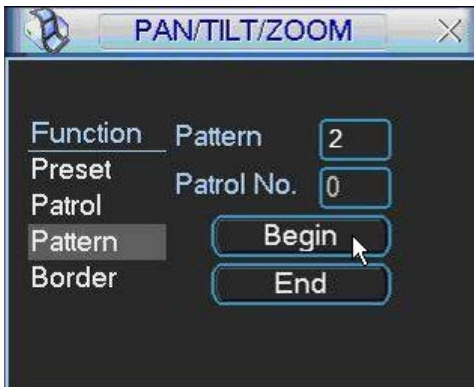 PAN/TILT/ZOOM
Function
Preset
Patrol
Pattern
Border
Pattern 2
Patrol No. 0
Begin
End